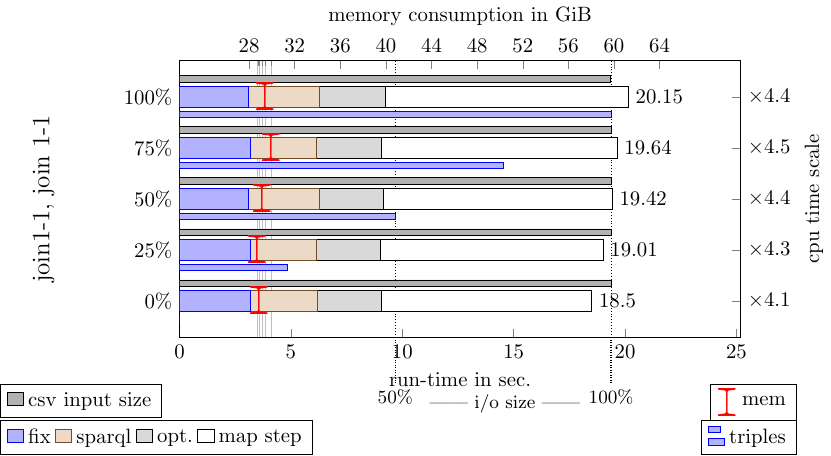 memory consumption in GiB
28 32 36 40 44 48 52 56 60 64
join1-1, join 1-1
100% 20.15 ×4.4
75% 19.64 ×4.5
50% 19.42 ×4.4
25% 19.01 ×4.3
0% 18.5 ×4.1
cpu time scale
0 5 10 15 20 25
run-time in sec.
50% i/o size 100%
csv input size
mem
fix sparql opt. map step
triples